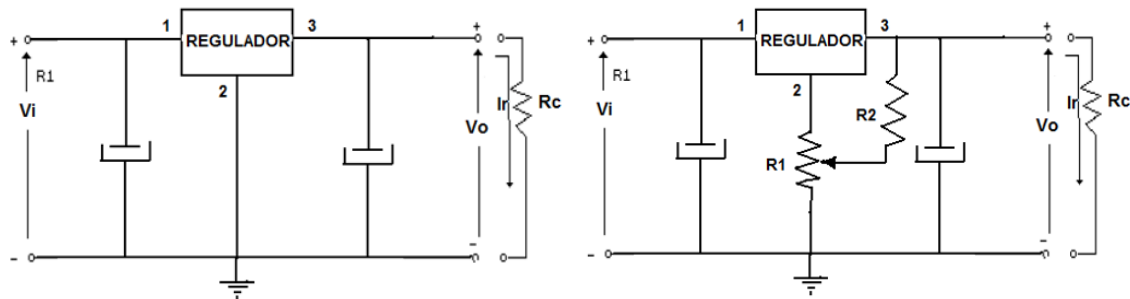 1 REGULADOR 3
+ +
R1
2
Vi
Vo
Ir
Rc
- -
1 REGULADOR 3
+ +
R1
2
R2
Vi
R1
Vo
Ir
Rc
- -